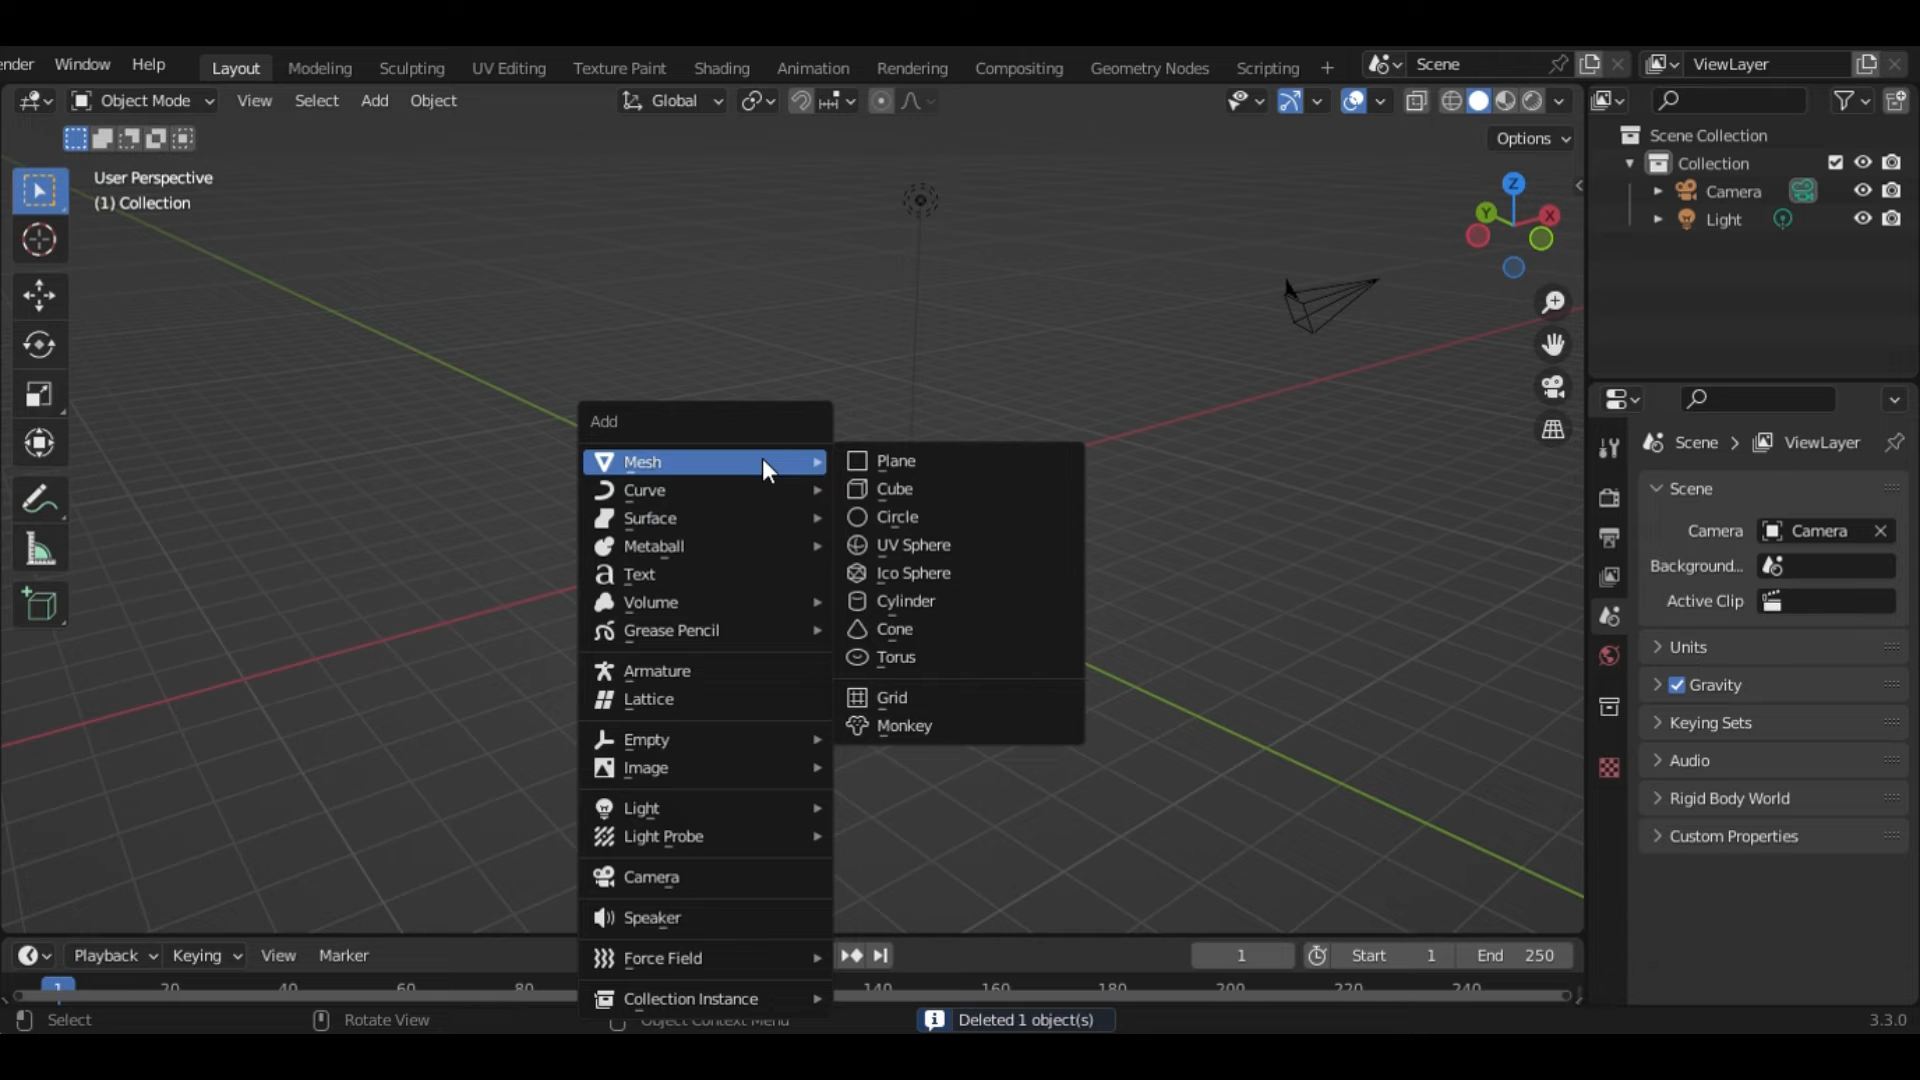 ender Window Help Layout Modeling Sculpting UV Editing Texture Paint Shading Animation Rendering Compositing Geometry Nodes Scripting + Scene ViewLayer
Object Mode View Select Add Object Global
Options
User Perspective
(1) Collection
Scene Collection
Collection
Camera
Light
Z
Y
X
Add
Mesh
Curve
Surface
Metaball
Text
Volume
Grease Pencil
Armature
Lattice
Empty
Image
Light
Light Probe
Camera
Speaker
Force Field
Collection Instance
Plane
Cube
Circle
UV Sphere
Ico Sphere
Cylinder
Cone
Torus
Grid
Monkey
Scene > ViewLayer
Scene
Camera Camera
Background...
Active Clip
Units
Gravity
Keying Sets
Audio
Rigid Body World
Custom Properties
Playback Keying View Marker 1 Start 1 End 250
1 20 40 60 80 140 160 180 200 220 240
Select Rotate View Object Context Menu Deleted 1 object(s) 3.3.0